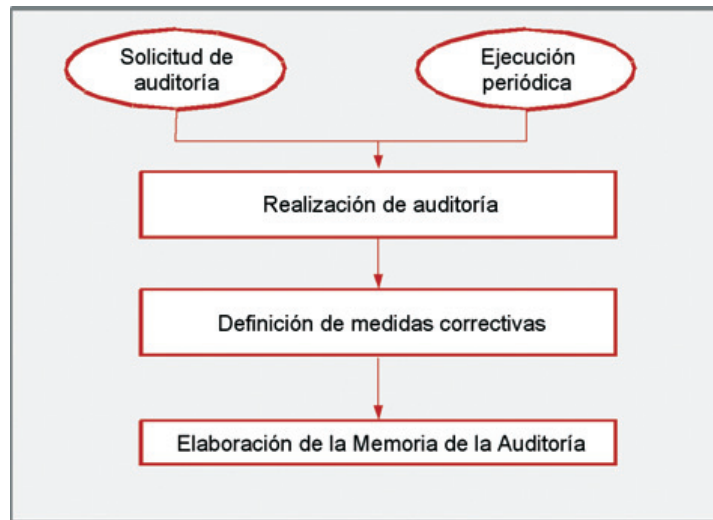 Solicitud de
auditoría
Ejecución
periódica
Realización de auditoría
Definición de medidas correctivas
Elaboración de la Memoria de la Auditoría